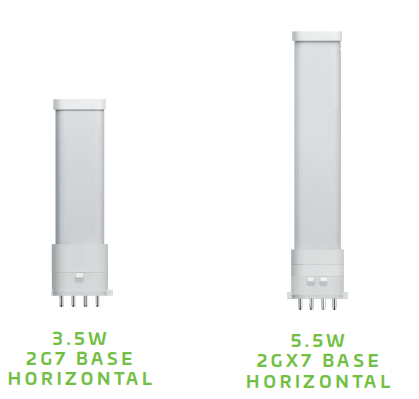 3.5W
2G7 BASE
HORIZONTAL
5.5W
2GX7 BASE
HORIZONTAL